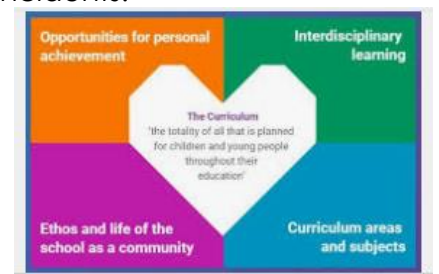 Opportunities for personal
achievement
Interdisciplinary
learning
The Curriculum
'the totality of all that is planned
for children and young people
throughout their
education'
Ethos and life of the
school as a community
Curriculum areas
and subjects